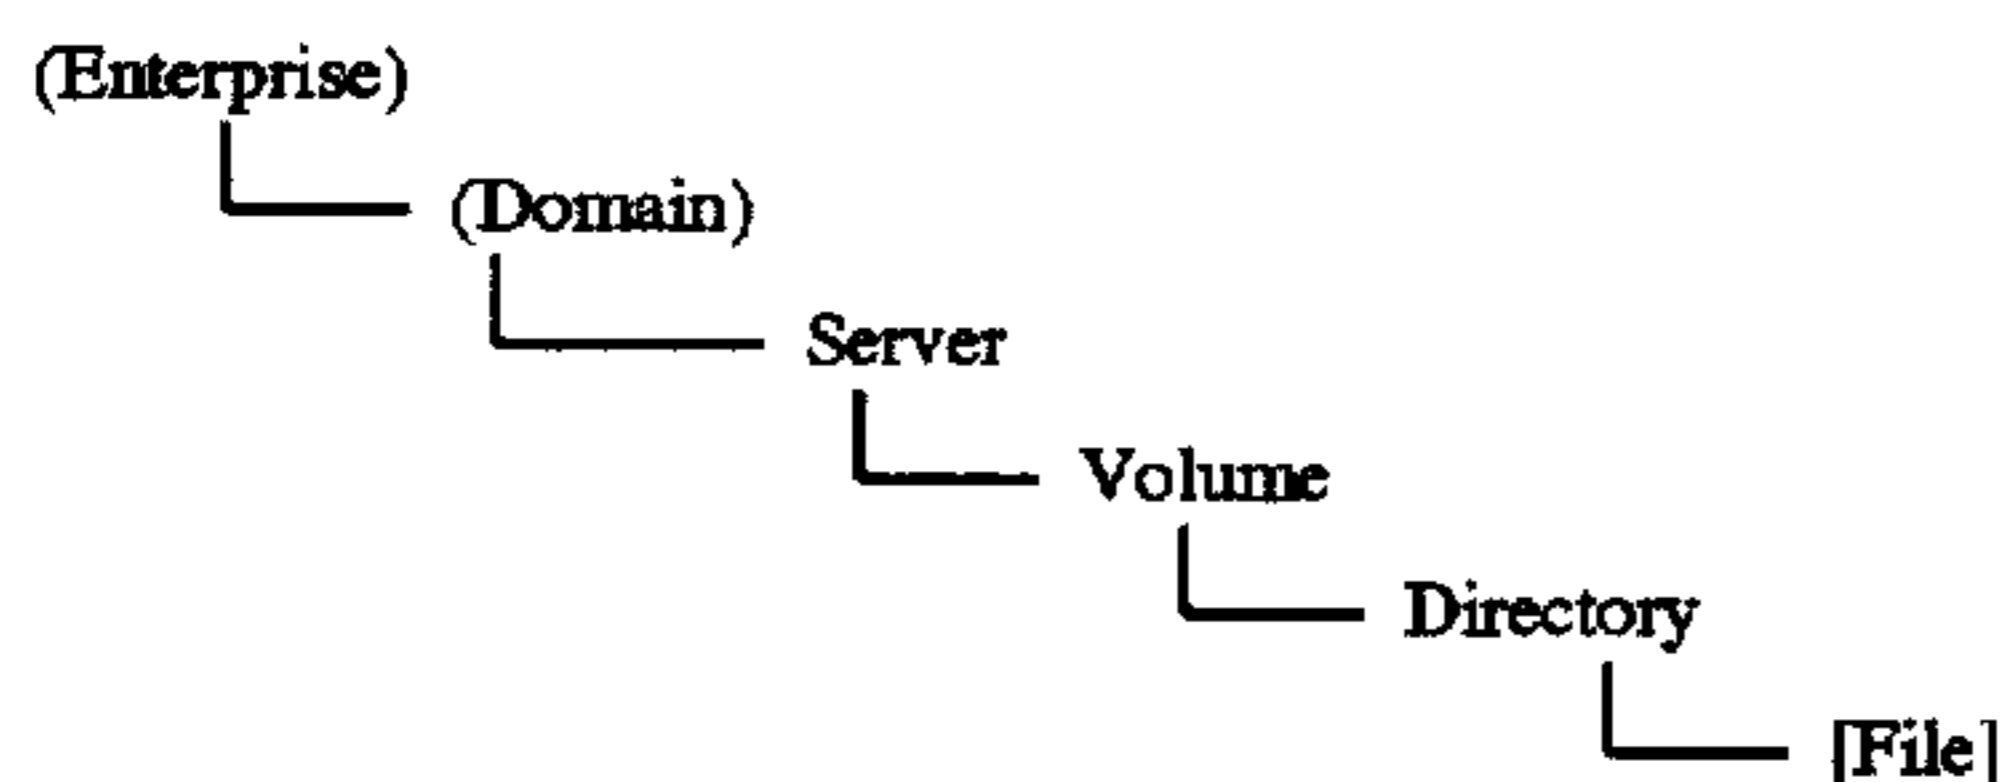 (Enterprise)
(Domain)
Server
Volume
Directory
[File]